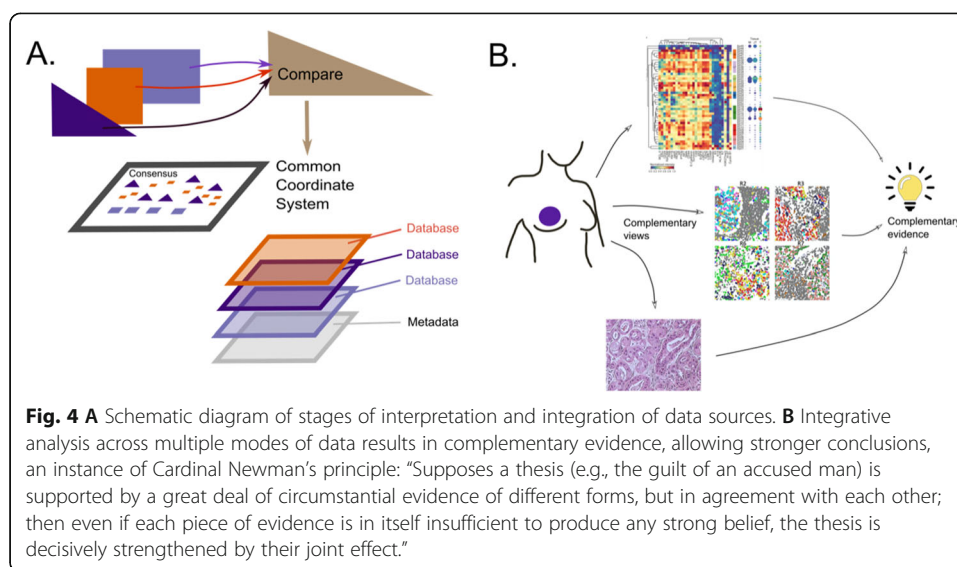 A.
Compare
Consensus
Common
Coordinate
System
Database
Database
Database
Metadata
B.
Complementary
views
R2
R3
Complementary
evidence
Fig. 4 A Schematic diagram of stages of interpretation and integration of data sources. B Integrative
analysis across multiple modes of data results in complementary evidence, allowing stronger conclusions,
an instance of Cardinal Newman’s principle: “Supposes a thesis (e.g., the guilt of an accused man) is
supported by a great deal of circumstantial evidence of different forms, but in agreement with each other;
then even if each piece of evidence is in itself insufficient to produce any strong belief, the thesis is
decisively strengthened by their joint effect.”